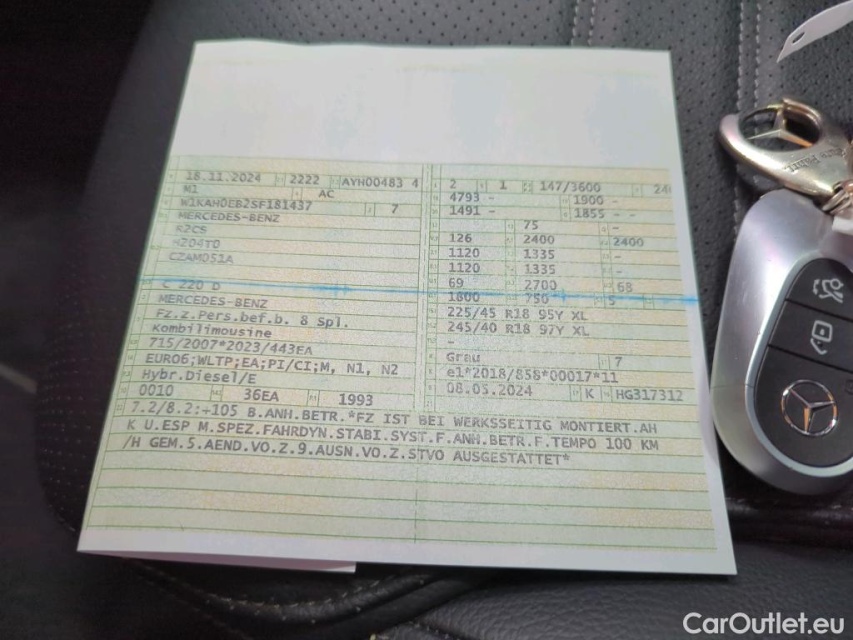 18.11.2024 2222 AYH00483 4
M1 AC
W1KAH0EB2SF181437 7
MERCEDES-BENZ
R2CS
H204T0
CZAM051A
C 220 D
MERCEDES-BENZ
Fz.z.Pers.bef.b. 8 Spl.
Kombilimousine
715/2007*2023/443EA
EURO6;WLTP;EA;PI/CI;M, N1, N2
Hybr.Diesel/E
0010 36EA 1993
2 1 147/3600 24
4793 - 1900 -
1491 - 1855 --
75 -
126 2400 2400
1120 1335 -
1120 1335 -
69 2700 68
1800 750 5
225/45 R18 95Y XL
245/40 R18 97Y XL
-
Grau 7
e1*2018/858*00017*11
08.05.2024 K HG317312
7.2/8.2:+105 B.ANH.BETR.*FZ IST BEI WERKSSEITIG MONTIERT.AH
K U.ESP M.SPEZ.FAHRDYN.STABI.SYST.F.ANH.BETR.F.TEMPO 100 KM
/H GEM.5.AEND.VO.Z.9.AUSN.VO.Z.STVO AUSGESTATTET*
CarOutlet.eu